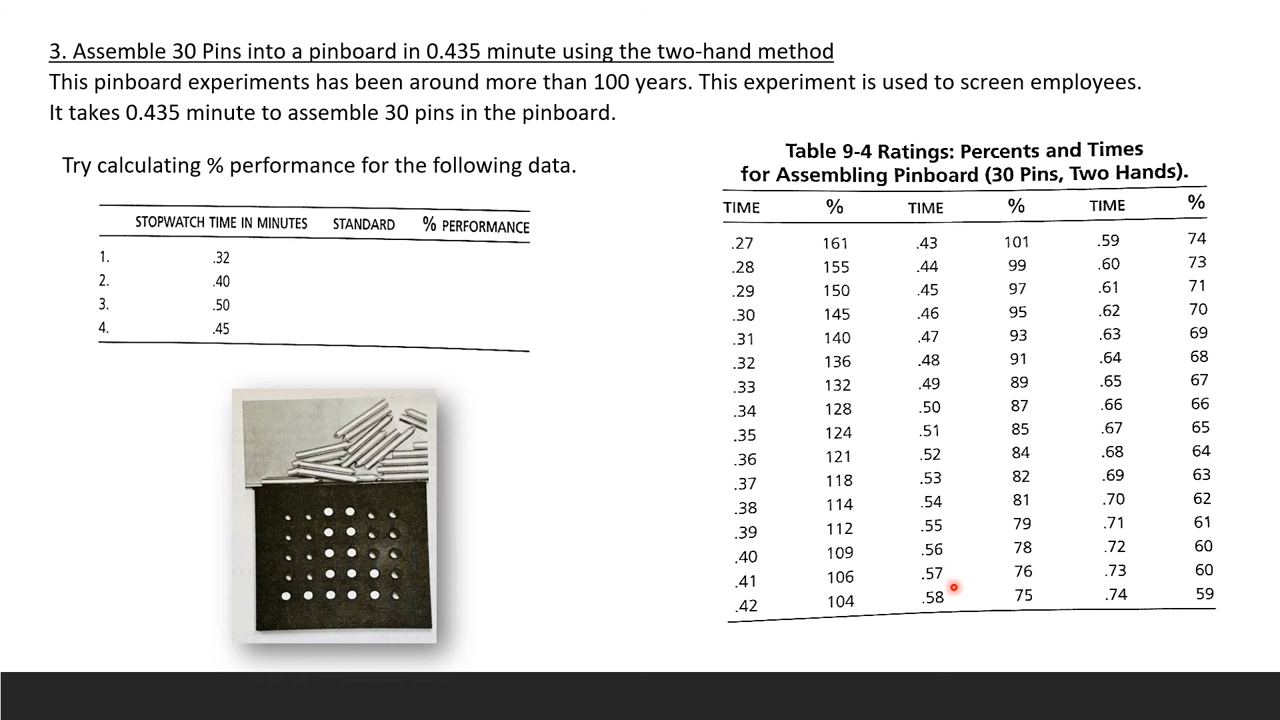 3. Assemble 30 Pins into a pinboard in 0.435 minute using the two-hand method
This pinboard experiments has been around more than 100 years. This experiment is used to screen employees.
It takes 0.435 minute to assemble 30 pins in the pinboard.
Try calculating % performance for the following data.
STOPWATCH TIME IN MINUTES STANDARD % PERFORMANCE
1. .32
2. .40
3. .50
4. .45
Table 9-4 Ratings: Percents and Times
for Assembling Pinboard (30 Pins, Two Hands).
TIME % TIME % TIME %
.27 161 .43 101 .59 74
.28 155 .44 99 .60 73
.29 150 .45 97 .61 71
.30 145 .46 95 .62 70
.31 140 .47 93 .63 69
.32 136 .48 91 .64 68
.33 132 .49 89 .65 67
.34 128 .50 87 .66 66
.35 124 .51 85 .67 65
.36 121 .52 84 .68 64
.37 118 .53 82 .69 63
.38 114 .54 81 .70 62
.39 112 .55 79 .71 61
.40 109 .56 78 .72 60
.41 106 .57 76 .73 60
.42 104 .58 75 .74 59